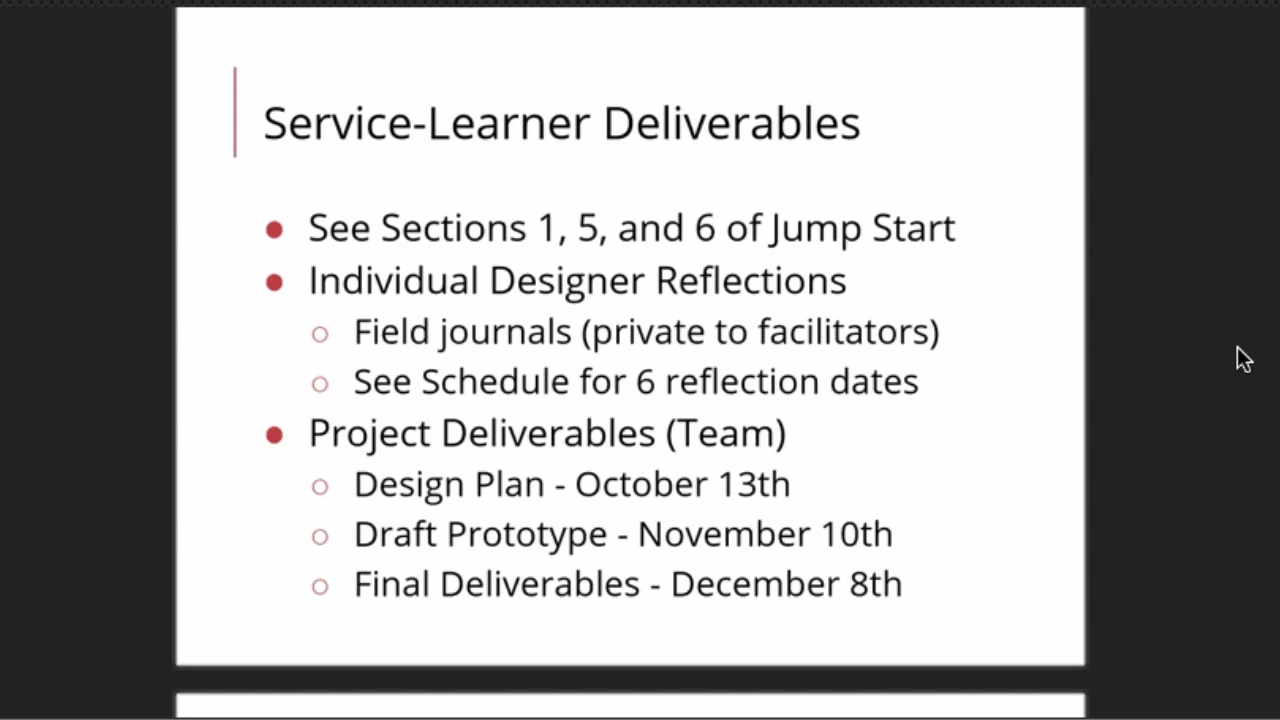 Service-Learner Deliverables
● See Sections 1, 5, and 6 of Jump Start
● Individual Designer Reflections
○ Field journals (private to facilitators)
○ See Schedule for 6 reflection dates
● Project Deliverables (Team)
○ Design Plan - October 13th
○ Draft Prototype - November 10th
○ Final Deliverables - December 8th